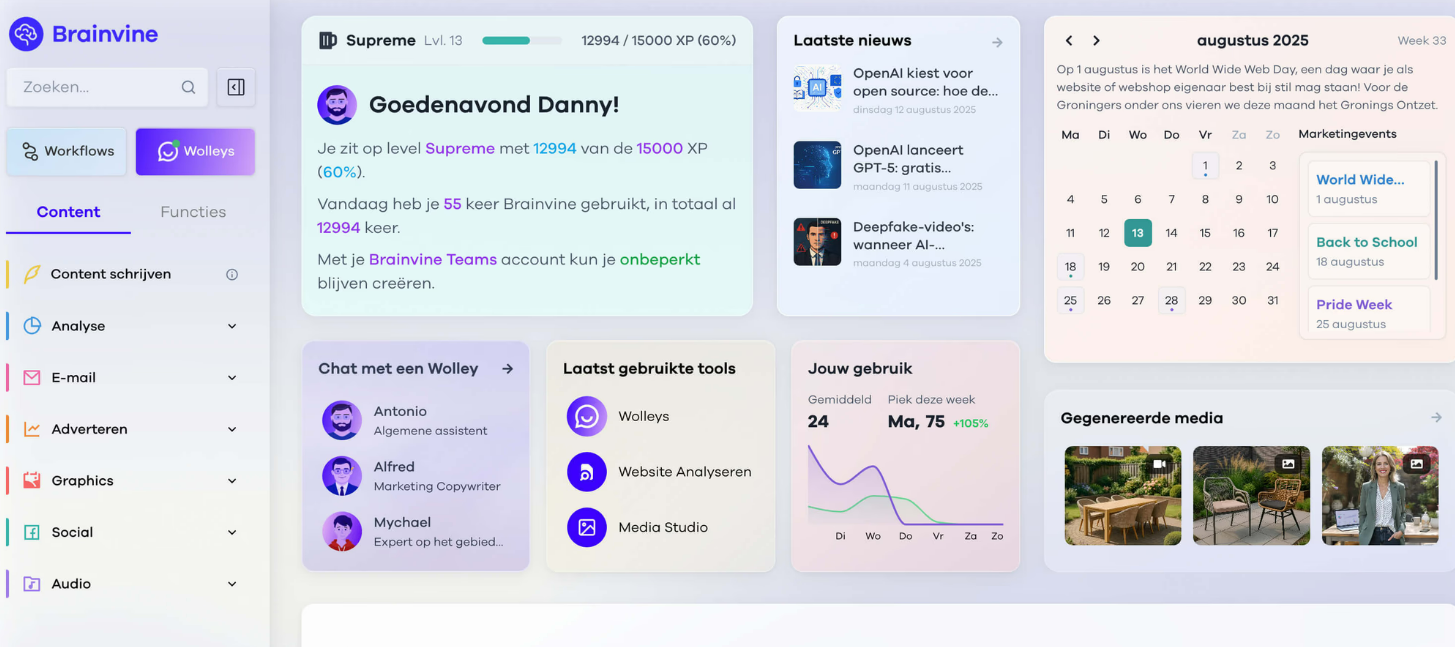 Brainvine
Zoeken...
Workflows
Wolleys
Content
Functies
Content schrijven
Analyse
E-mail
Adverteren
Graphics
Social
Audio
Supreme Lvl. 13 12994 / 15000 XP (60%)
Goedenavond Danny!
Je zit op level Supreme met 12994 van de 15000 XP
(60%).
Vandaag heb je 55 keer Brainvine gebruikt, in totaal al
12994 keer.
Met je Brainvine Teams account kun je onbeperkt
blijven creëren.
Laatste nieuws
AI
OpenAI kiest voor
open source: hoe de...
dinsdag 12 augustus 2025
OpenAI lanceert
GPT-5: gratis...
maandag 11 augustus 2025
Deepfake-video's:
wanneer AI-...
maandag 4 augustus 2025
augustus 2025
Week 33
Op 1 augustus is het World Wide Web Day, een dag waar je als
website of webshop eigenaar best bij stil mag staan! Voor de
Groningers onder ons vieren we deze maand het Gronings Ontzet.
Ma Di Wo Do Vr Za Zo
1 2 3
4 5 6 7 8 9 10
11 12 13 14 15 16 17
18 19 20 21 22 23 24
25 26 27 28 29 30 31
Marketingevents
World Wide...
1 augustus
Back to School
18 augustus
Pride Week
25 augustus
Chat met een Wolley
Antonio
Algemene assistent
Alfred
Marketing Copywriter
Mychael
Expert op het gebied...
Laatst gebruikte tools
Wolleys
Website Analyseren
Media Studio
Jouw gebruik
Gemiddeld
24
Piek deze week
Ma, 75 +105%
Di Wo Do Vr Za Zo
Gegenereerde media